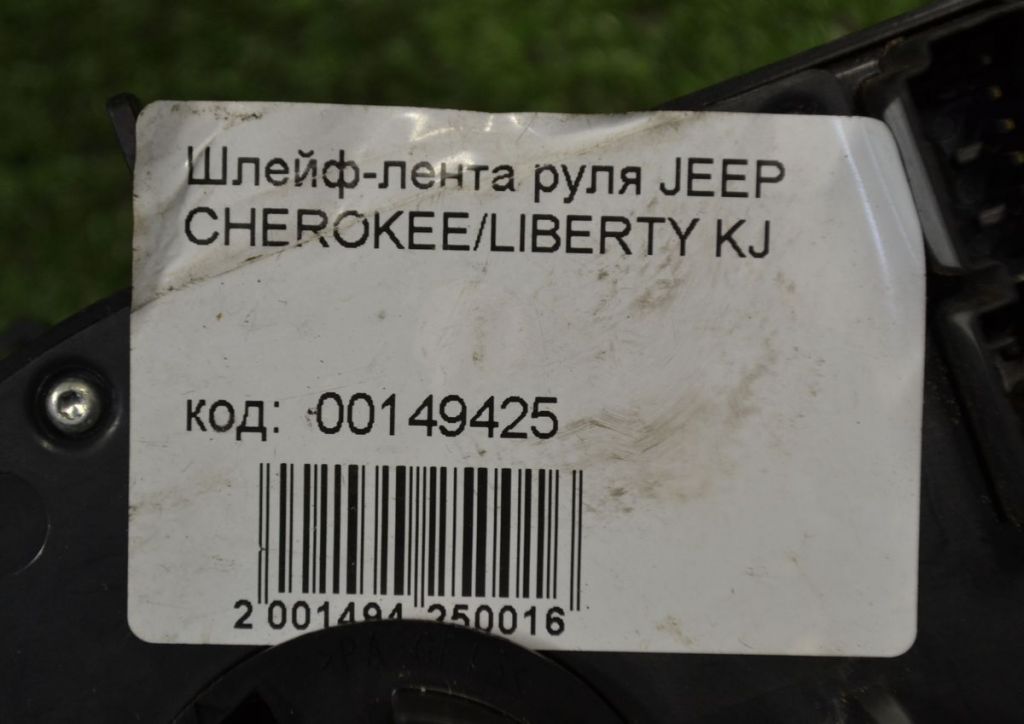 Шлейф-лента руля JEEP
CHEROKEE/LIBERTY KJ
код: 00149425
2 001494 250016